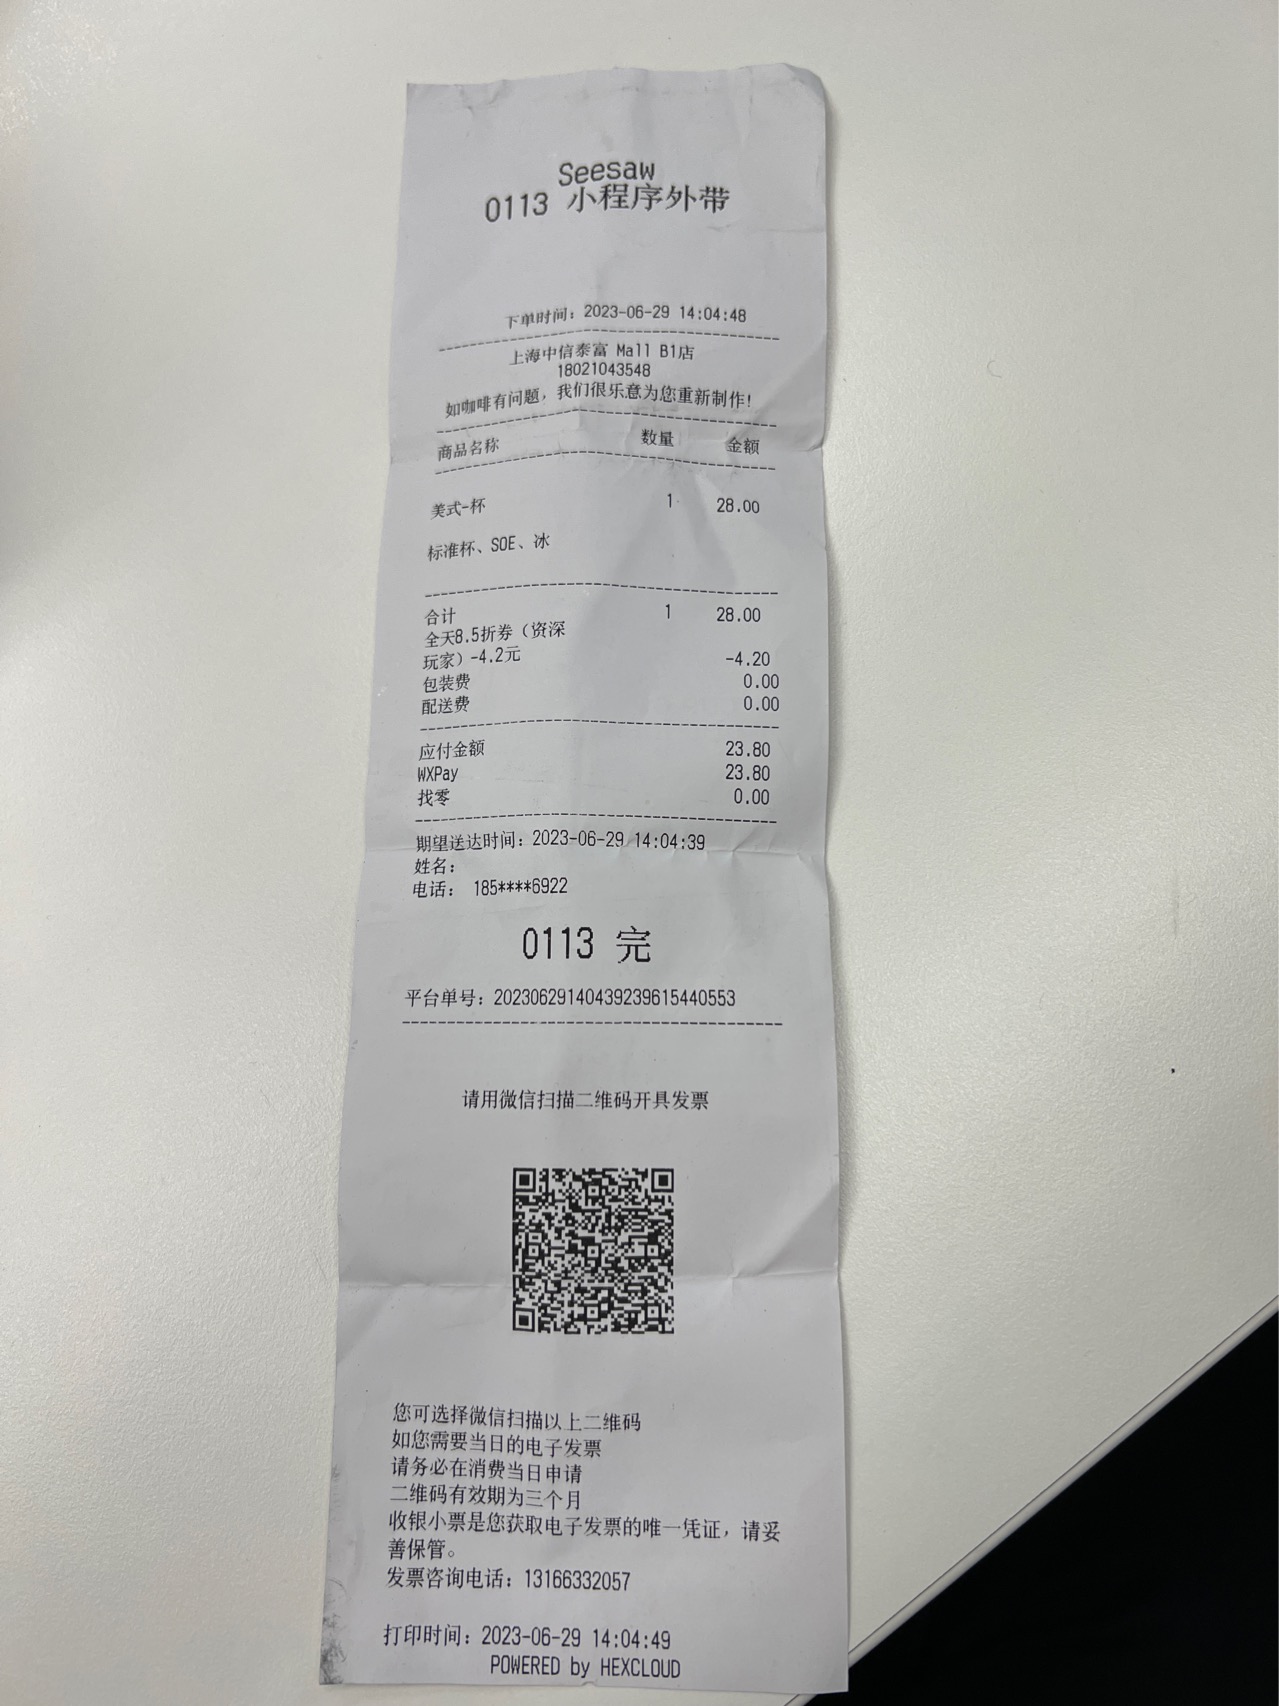 Seesaw
0113 小程序外带
下单时间：2023-06-29 14:04:48
上海中信泰富 Mall B1店
18021043548
如咖啡有问题，我们很乐意为您重新制作！
商品名称 数量 金额
美式-杯 1 28.00
标准杯、SOE、冰
合计 1 28.00
全天8.5折券（资深
玩家）-4.2元 -4.20
包装费 0.00
配送费 0.00
应付金额 23.80
WXPay 23.80
找零 0.00
期望送达时间：2023-06-29 14:04:39
姓名：
电话： 185****6922
0113 完
平台单号：20230629140439239615440553
请用微信扫描二维码开具发票
您可选择微信扫描以上二维码
如您需要当日的电子发票
请务必在消费当日申请
二维码有效期为三个月
收银小票是您获取电子发票的唯一凭证，请妥
善保管。
发票咨询电话：13166332057
打印时间：2023-06-29 14:04:49
POWERED by HEXCLOUD